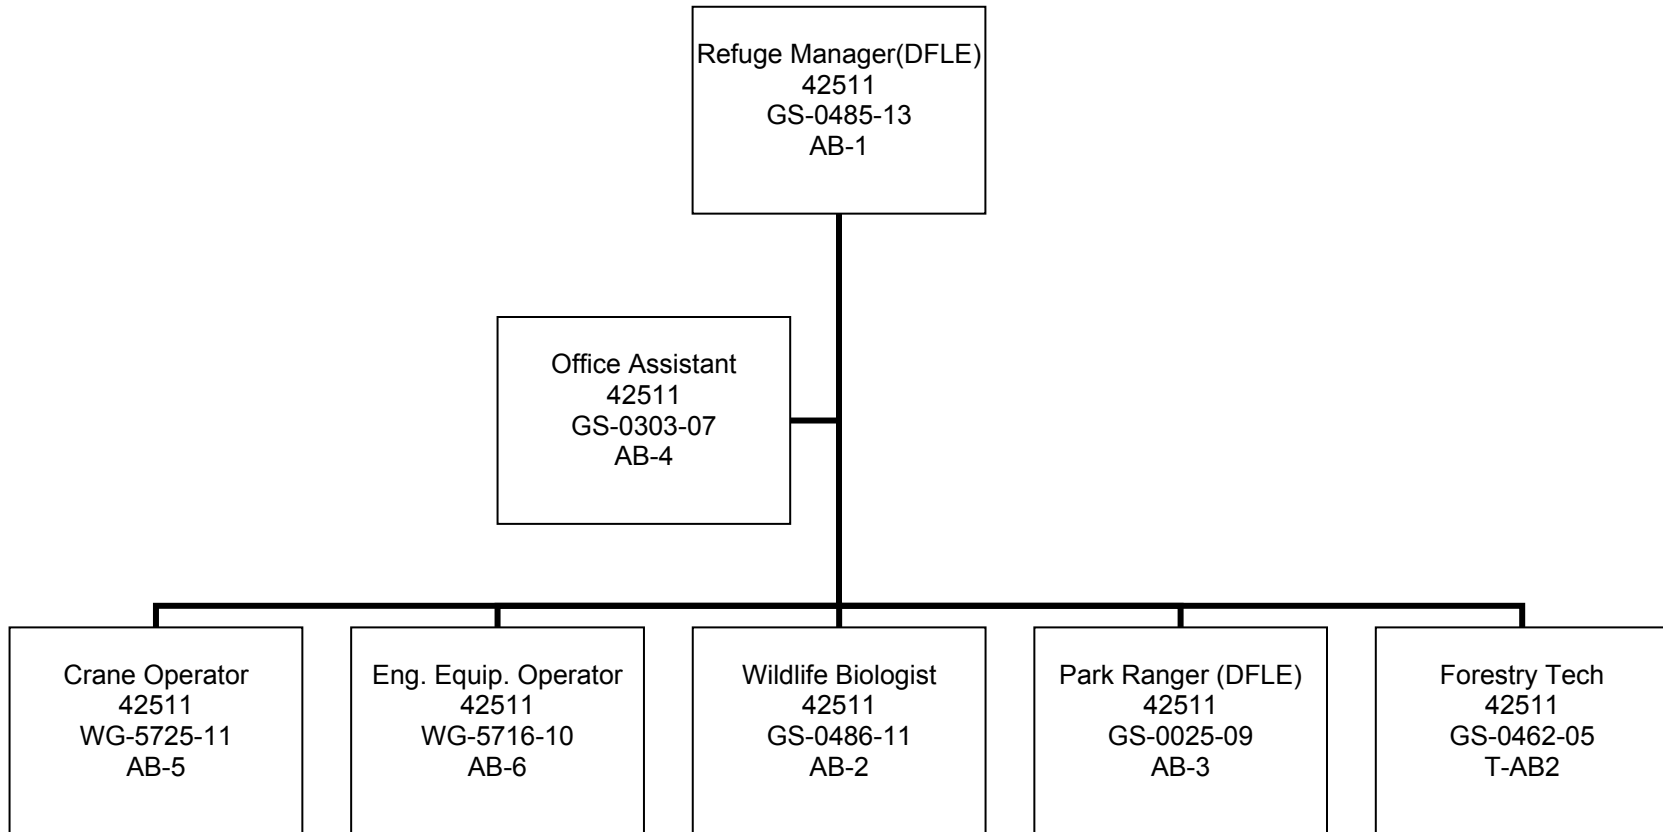 Refuge Manager(DFLE)
42511
GS-0485-13
AB-1
Office Assistant
42511
GS-0303-07
AB-4
Crane Operator
42511
WG-5725-11
AB-5
Eng. Equip. Operator
42511
WG-5716-10
AB-6
Wildlife Biologist
42511
GS-0486-11
AB-2
Park Ranger (DFLE)
42511
GS-0025-09
AB-3
Forestry Tech
42511
GS-0462-05
T-AB2